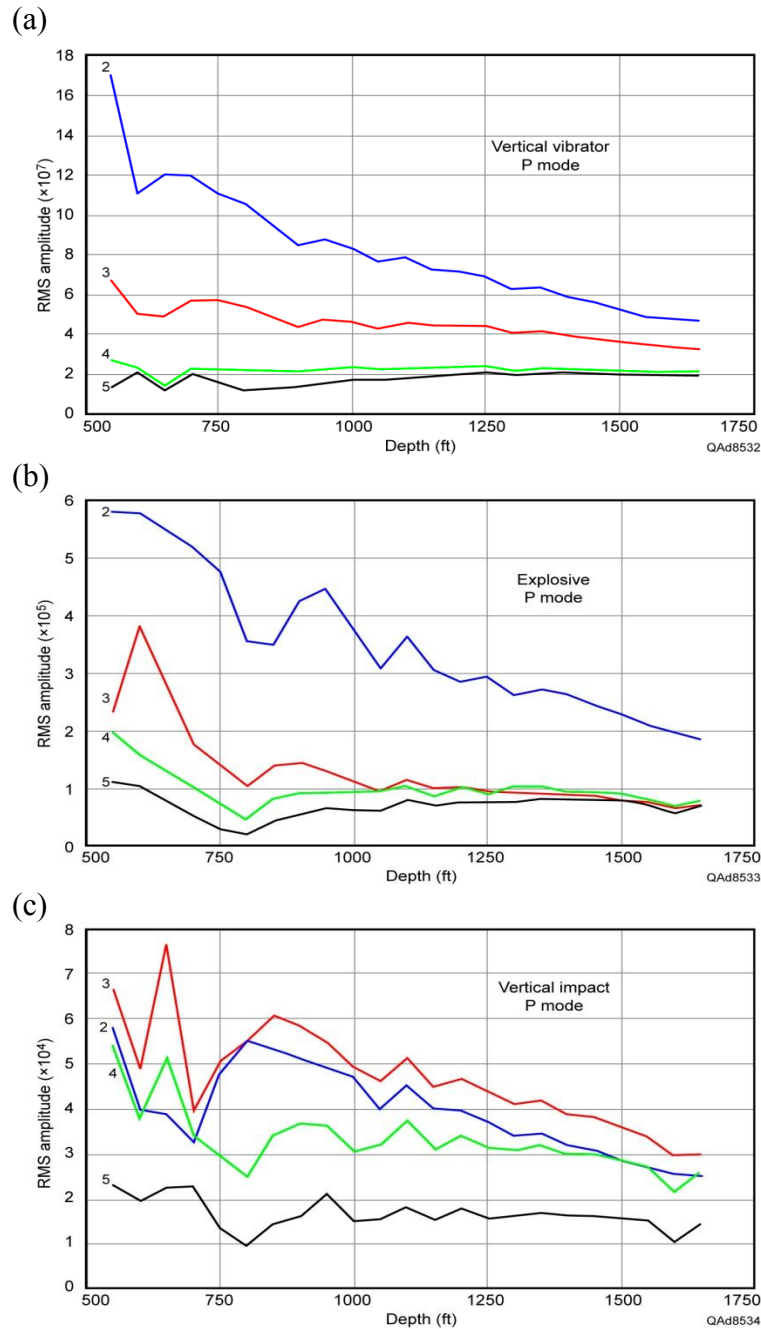 (a)
18
16
14
12
10
8
6
4
2
0
RMS amplitude (×10⁷)
2
3
4
5
Vertical vibrator
P mode
500 750 1000 1250 1500 1750
Depth (ft)
QAd8532
(b)
6
5
4
3
2
1
0
RMS amplitude (×10⁵)
2
3
4
5
Explosive
P mode
500 750 1000 1250 1500 1750
Depth (ft)
QAd8533
(c)
8
7
6
5
4
3
2
1
0
RMS amplitude (×10⁴)
3
2
4
5
Vertical impact
P mode
500 750 1000 1250 1500 1750
Depth (ft)
QAd8534